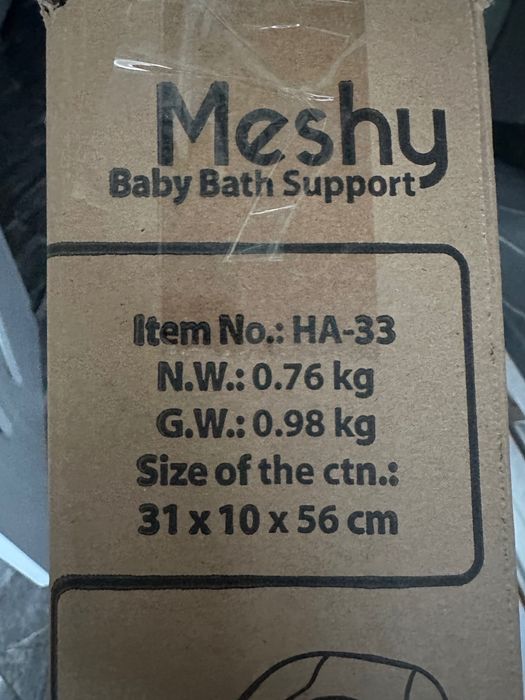 Meshy
Baby Bath Support
Item No.: HA-33
N.W.: 0.76 kg
G.W.: 0.98 kg
Size of the ctn.:
31 x 10 x 56 cm